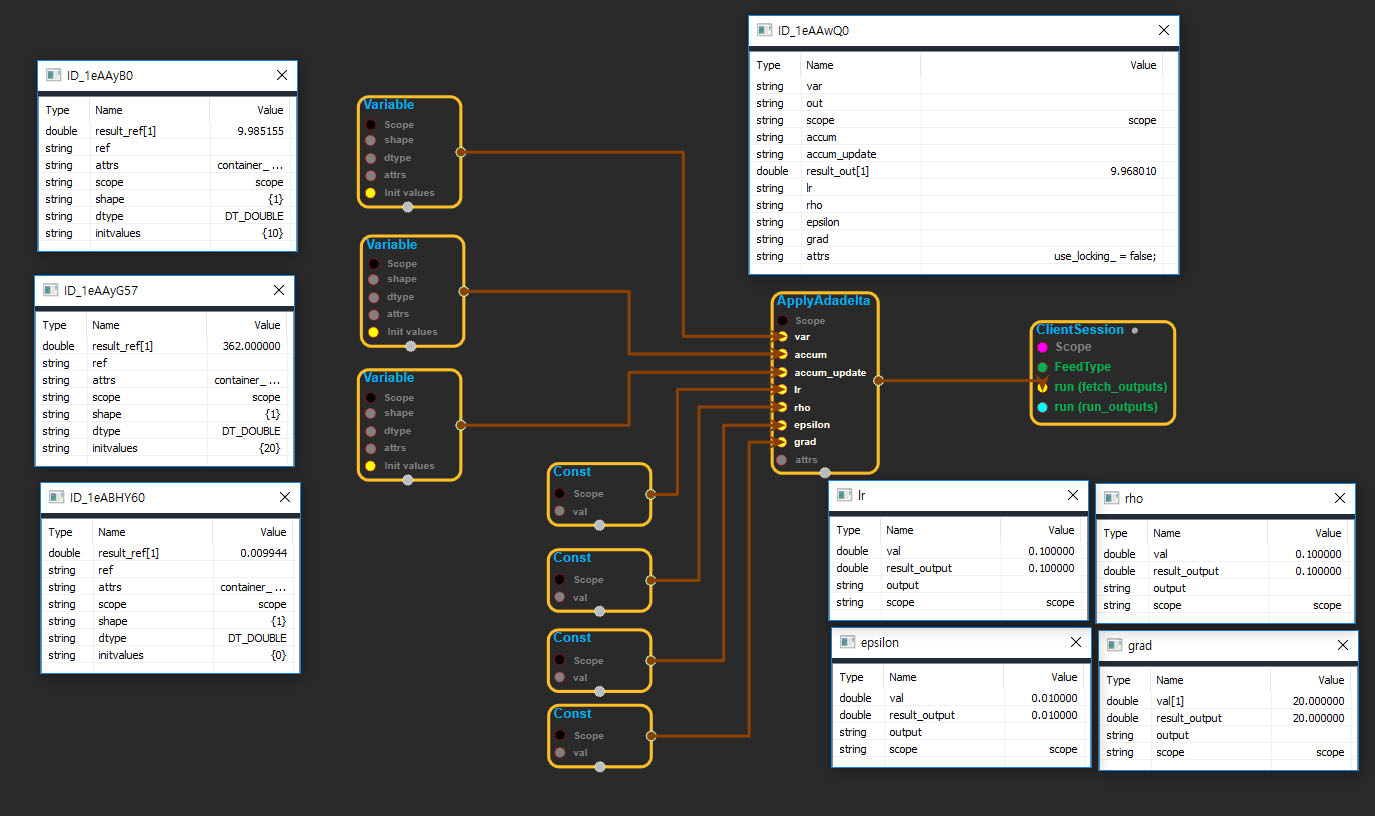 ID_1eAAyB0
Type Name Value
double result_ref[1] 9.985155
string ref
string attrs container_ ...
string scope scope
string shape {1}
string dtype DT_DOUBLE
string initvalues {10}
ID_1eAAyG57
Type Name Value
double result_ref[1] 362.000000
string ref
string attrs container_ ...
string scope scope
string shape {1}
string dtype DT_DOUBLE
string initvalues {20}
ID_1eABHY60
Type Name Value
double result_ref[1] 0.009944
string ref
string attrs container_ ...
string scope scope
string shape {1}
string dtype DT_DOUBLE
string initvalues {0}
Variable
Scope
shape
dtype
attrs
Init values
Variable
Scope
shape
dtype
attrs
Init values
Variable
Scope
shape
dtype
attrs
Init values
Const
Scope
val
Const
Scope
val
Const
Scope
val
Const
Scope
val
ID_1eAAwQ0
Type Name Value
string var
string out
string scope scope
string accum
string accum_update
double result_out[1] 9.968010
string lr
string rho
string epsilon
string grad
string attrs use_locking_ = false;
ApplyAdadelta
Scope
var
accum
accum_update
lr
rho
epsilon
grad
attrs
ClientSession
Scope
FeedType
run (fetch_outputs)
run (run_outputs)
lr
Type Name Value
double val 0.100000
double result_output 0.100000
string output
string scope scope
rho
Type Name Value
double val 0.100000
double result_output 0.100000
string output
string scope scope
epsilon
Type Name Value
double val 0.010000
double result_output 0.010000
string output
string scope scope
grad
Type Name Value
double val[1] 20.000000
double result_output 20.000000
string output
string scope scope